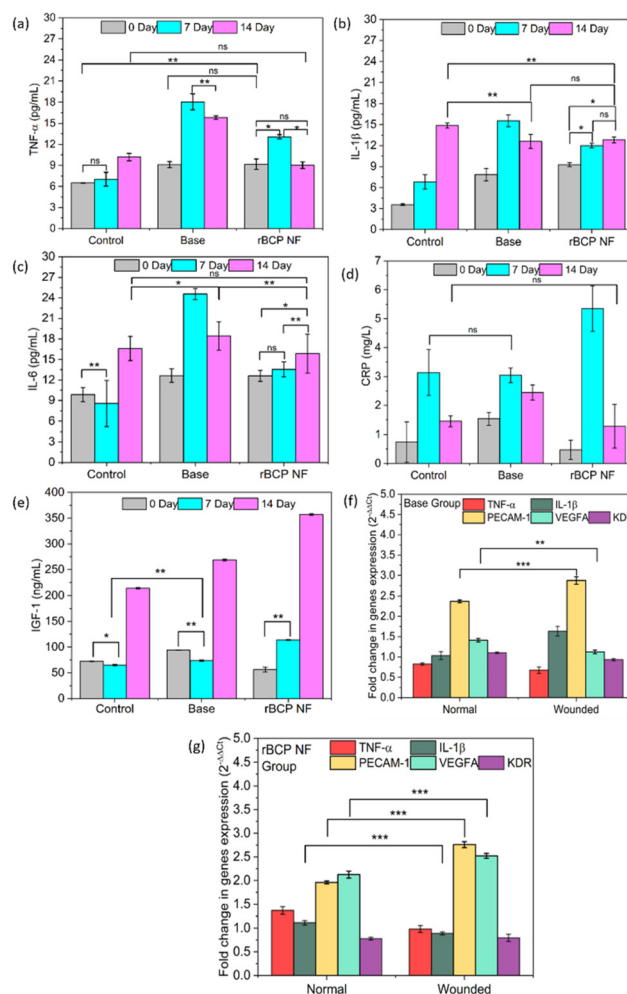 (a)
0 Day 7 Day 14 Day
TNF-α (pg/mL)
30
27
24
21
18
15
12
9
6
3
0
ns
**
ns
**
ns
ns
*
*
Control Base rBCP NF
(b)
0 Day 7 Day 14 Day
IL-1β (pg/mL)
30
27
24
21
18
15
12
9
6
3
0
**
ns
**
*
ns
*
Control Base rBCP NF
(c)
0 Day 7 Day 14 Day
IL-6 (pg/mL)
30
27
24
21
18
15
12
9
6
3
0
ns
*
**
*
**
**
ns
Control Base rBCP NF
(d)
0 Day 7 Day 14 Day
CRP (mg/L)
9
8
7
6
5
4
3
2
1
0
ns
ns
Control Base rBCP NF
(e)
0 Day 7 Day 14 Day
IGF-1 (ng/mL)
400
350
300
250
200
150
100
50
0
**
*
**
**
Control Base rBCP NF
(f)
Base Group
TNF-α IL-1β
PECAM-1 VEGFA KD
Fold change in genes expression (2^-ΔΔCt)
5.0
4.5
4.0
3.5
3.0
2.5
2.0
1.5
1.0
0.5
0.0
**
***
Normal Wounded
(g)
rBCP NF
Group
TNF-α IL-1β
PECAM-1 VEGFA KDR
Fold change in genes expression (2^-ΔΔCt)
5.0
4.5
4.0
3.5
3.0
2.5
2.0
1.5
1.0
0.5
0.0
***
***
***
Normal Wounded